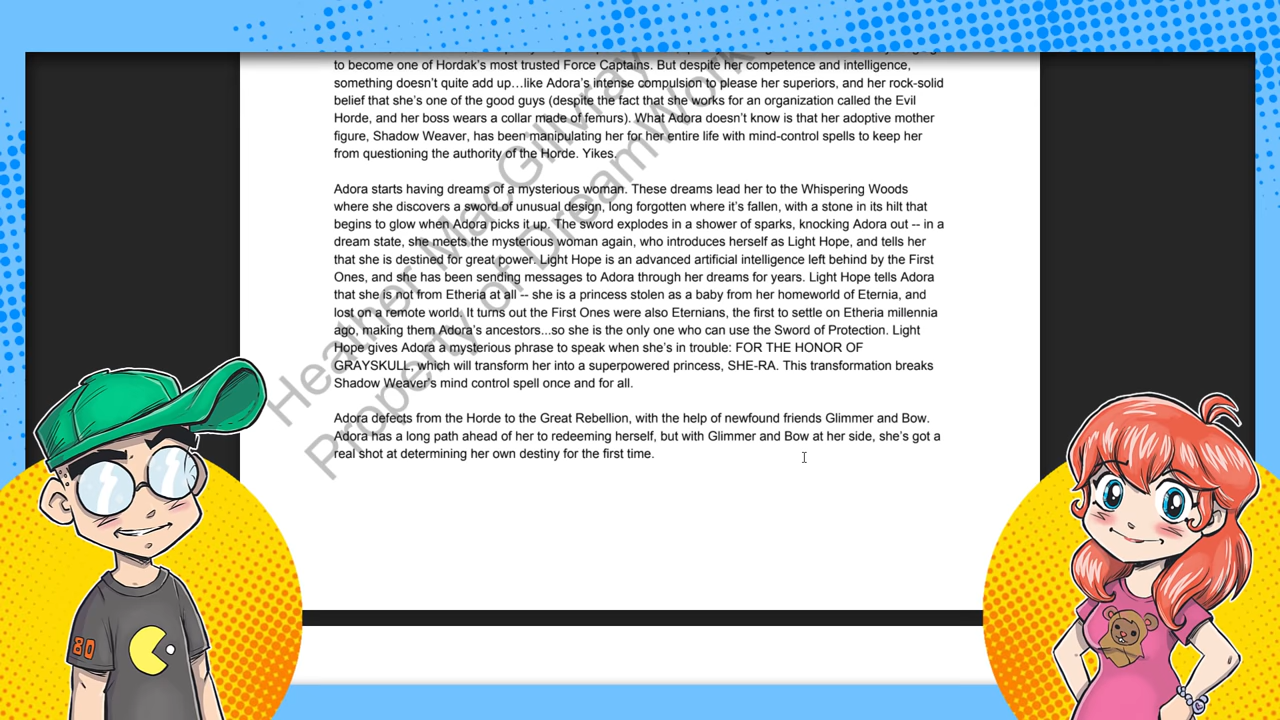 to become one of Hordak's most trusted Force Captains. But despite her competence and intelligence,
something doesn't quite add up…like Adora's intense compulsion to please her superiors, and her rock-solid
belief that she's one of the good guys (despite the fact that she works for an organization called the Evil
Horde, and her boss wears a collar made of femurs). What Adora doesn't know is that her adoptive mother
figure, Shadow Weaver, has been manipulating her for her entire life with mind-control spells to keep her
from questioning the authority of the Horde. Yikes.
Adora starts having dreams of a mysterious woman. These dreams lead her to the Whispering Woods
where she discovers a sword of unusual design, long forgotten where it's fallen, with a stone in its hilt that
begins to glow when Adora picks it up. The sword explodes in a shower of sparks, knocking Adora out -- in a
dream state, she meets the mysterious woman again, who introduces herself as Light Hope, and tells her
that she is destined for great power. Light Hope is an advanced artificial intelligence left behind by the First
Ones, and she has been sending messages to Adora through her dreams for years. Light Hope tells Adora
that she is not from Etheria at all -- she is a princess stolen as a baby from her homeworld of Eternia, and
lost on a remote world. It turns out the First Ones were also Eternians, the first to settle on Etheria millennia
ago, making them Adora's ancestors...so she is the only one who can use the Sword of Protection. Light
Hope gives Adora a mysterious phrase to speak when she's in trouble: FOR THE HONOR OF
GRAYSKULL, which will transform her into a superpowered princess, SHE-RA. This transformation breaks
Shadow Weaver's mind control spell once and for all.
Adora defects from the Horde to the Great Rebellion, with the help of newfound friends Glimmer and Bow.
Adora has a long path ahead of her to redeeming herself, but with Glimmer and Bow at her side, she's got a
real shot at determining her own destiny for the first time.
Heather MacGillvray
Property of DreamWork
80